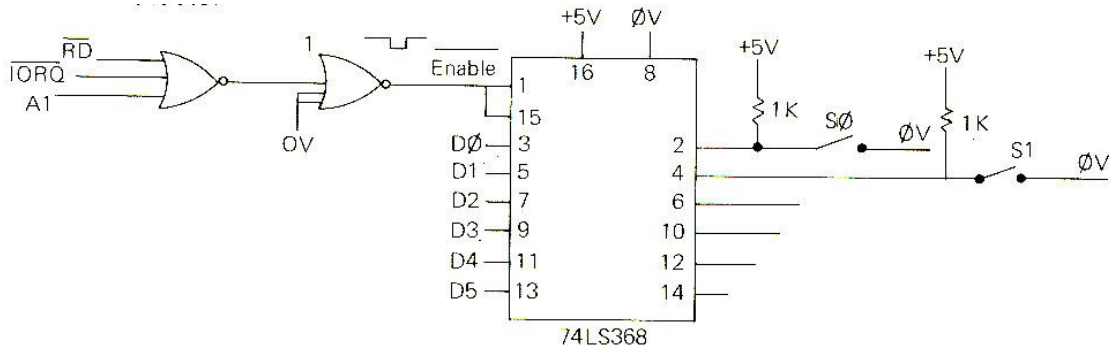 +5V
ØV
RD
1
+5V
+5V
IORQ
Enable
16
8
A1
1
1K
SØ
1K
15
ØV
OV
S1
DØ
3
2
ØV
D1
5
4
D2
7
6
D3
9
10
D4
11
12
D5
13
14
74LS368